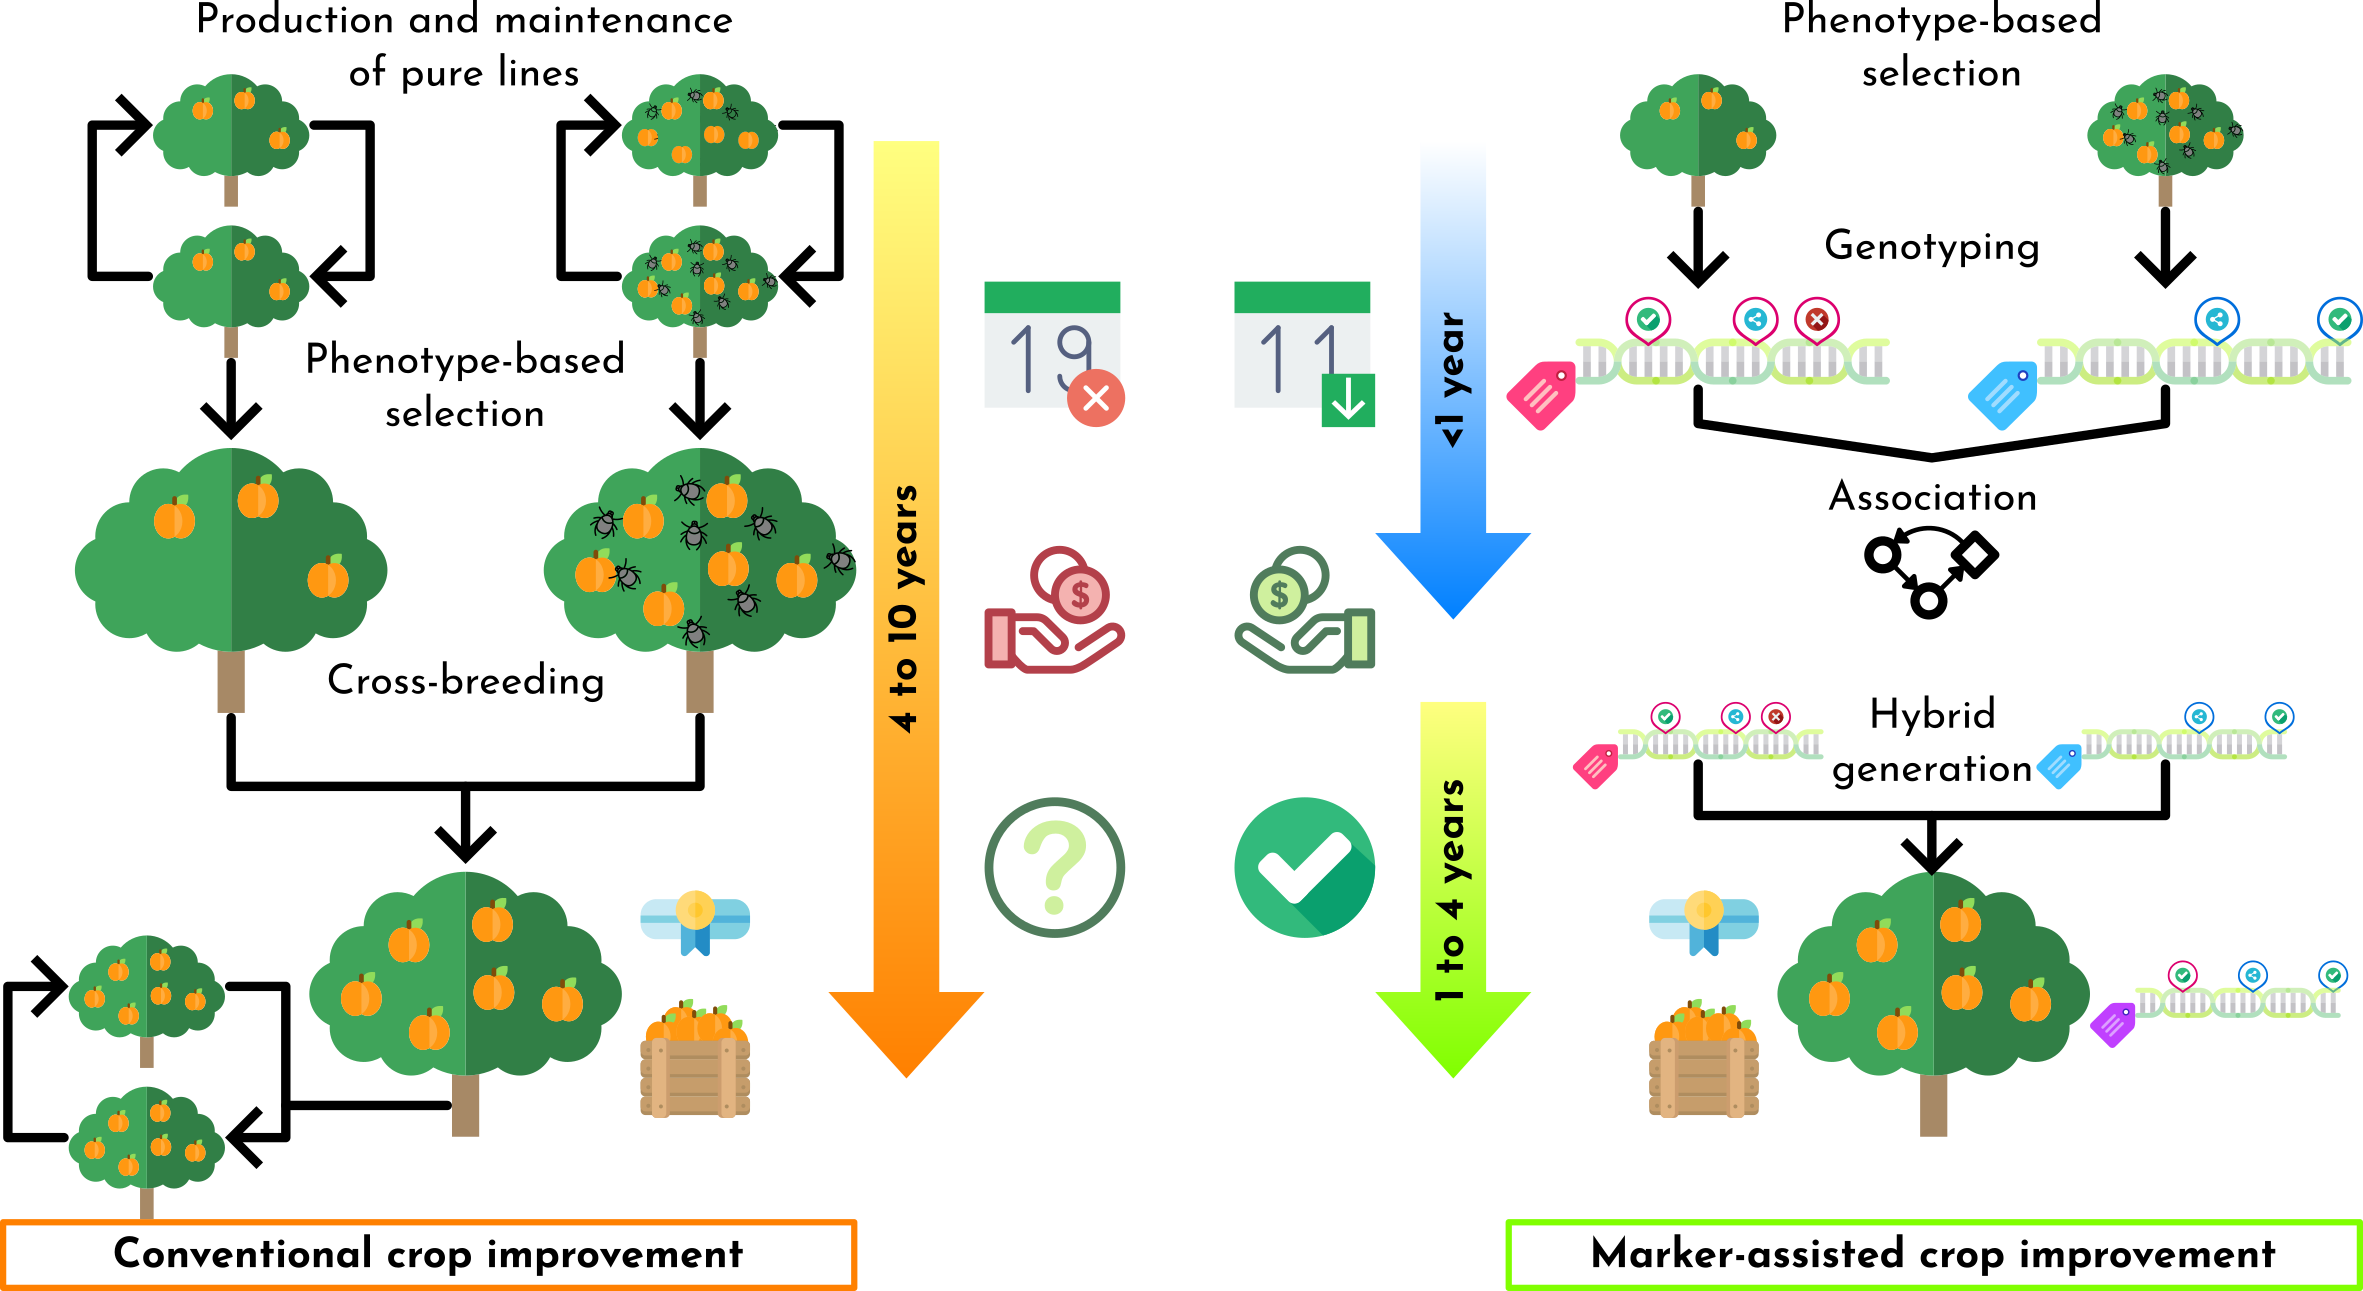 Production and maintenance
of pure lines
Phenotype-based
selection
Cross-breeding
4 to 10 years
19
11
$
$
<1 year
1 to 4 years
Phenotype-based
selection
Genotyping
Association
Hybrid
generation
?
Conventional crop improvement
Marker-assisted crop improvement